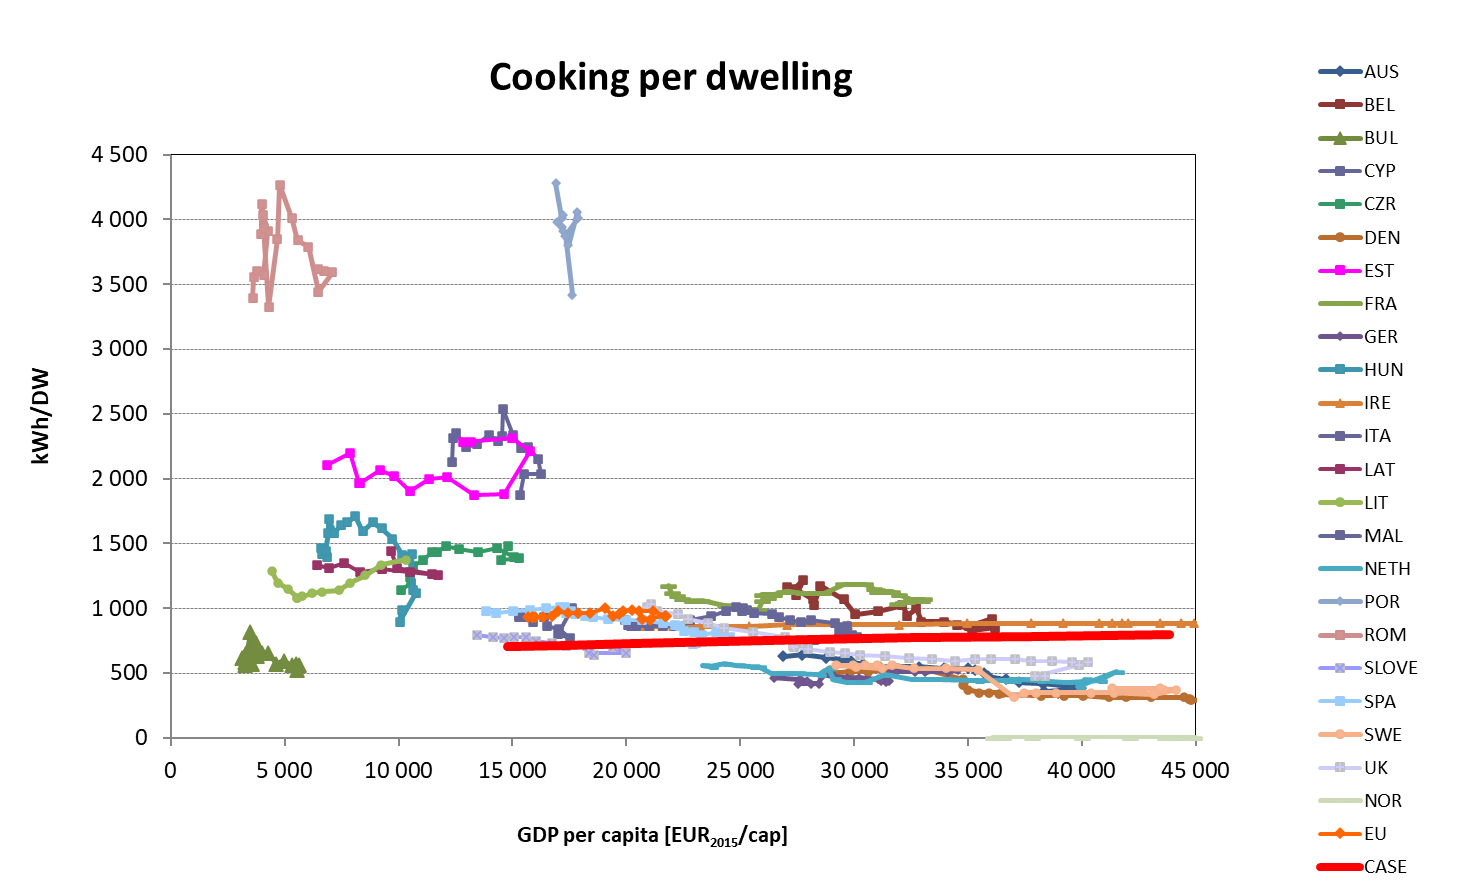 Cooking per dwelling
4 500
4 000
3 500
3 000
2 500
2 000
1 500
1 000
500
0
kWh/DW
0
5 000
10 000
15 000
20 000
25 000
30 000
35 000
40 000
45 000
GDP per capita [EUR2015/cap]
AUS
BEL
BUL
CYP
CZR
DEN
EST
FRA
GER
HUN
IRE
ITA
LAT
LIT
MAL
NETH
POR
ROM
SLOVE
SPA
SWE
UK
NOR
EU
CASE